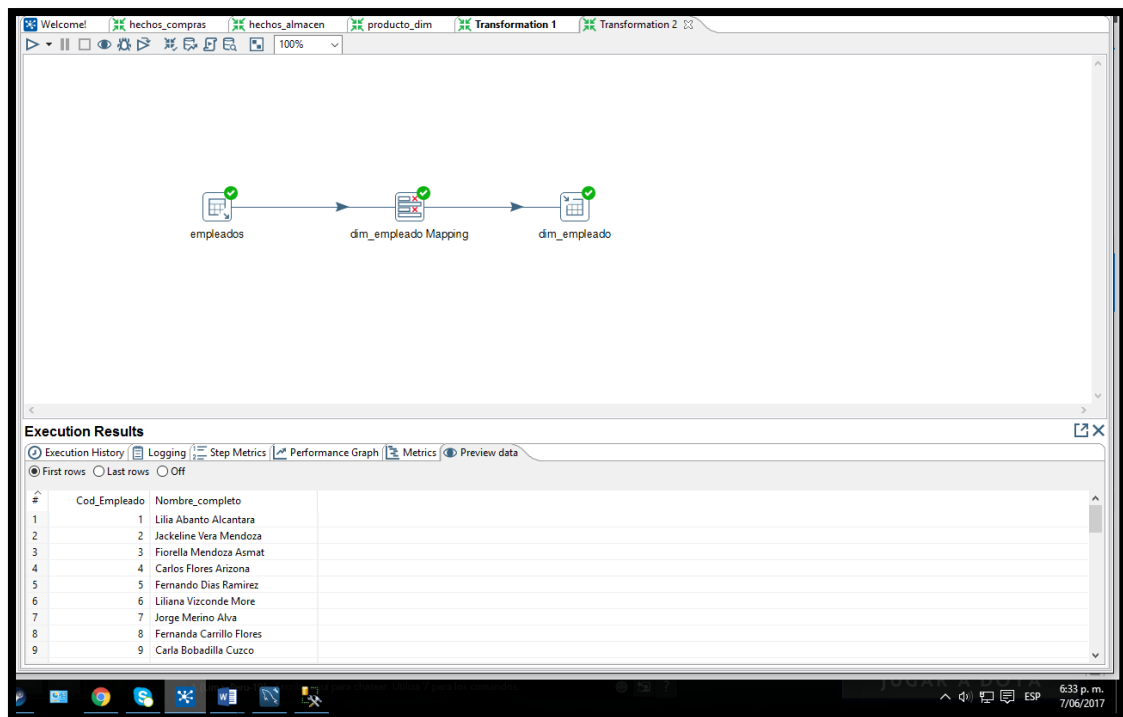 Welcome! hechos_compras hechos_almacen producto_dim Transformation 1 Transformation 2
100%
empleados dim_empleado Mapping dim_empleado
Execution Results
Execution History Logging Step Metrics Performance Graph Metrics Preview data
First rows Last rows Off
# Cod_Empleado Nombre_completo
1 1 Lilia Abanto Alcantara
2 2 Jackeline Vera Mendoza
3 3 Fiorella Mendoza Asmat
4 4 Carlos Flores Arizona
5 5 Fernando Dias Ramirez
6 6 Liliana Vizconde More
7 7 Jorge Merino Alva
8 8 Fernanda Carrillo Flores
9 9 Carla Bobadilla Cuzco
JUGAR A DOTA
ESP 6:33 p. m.
7/06/2017